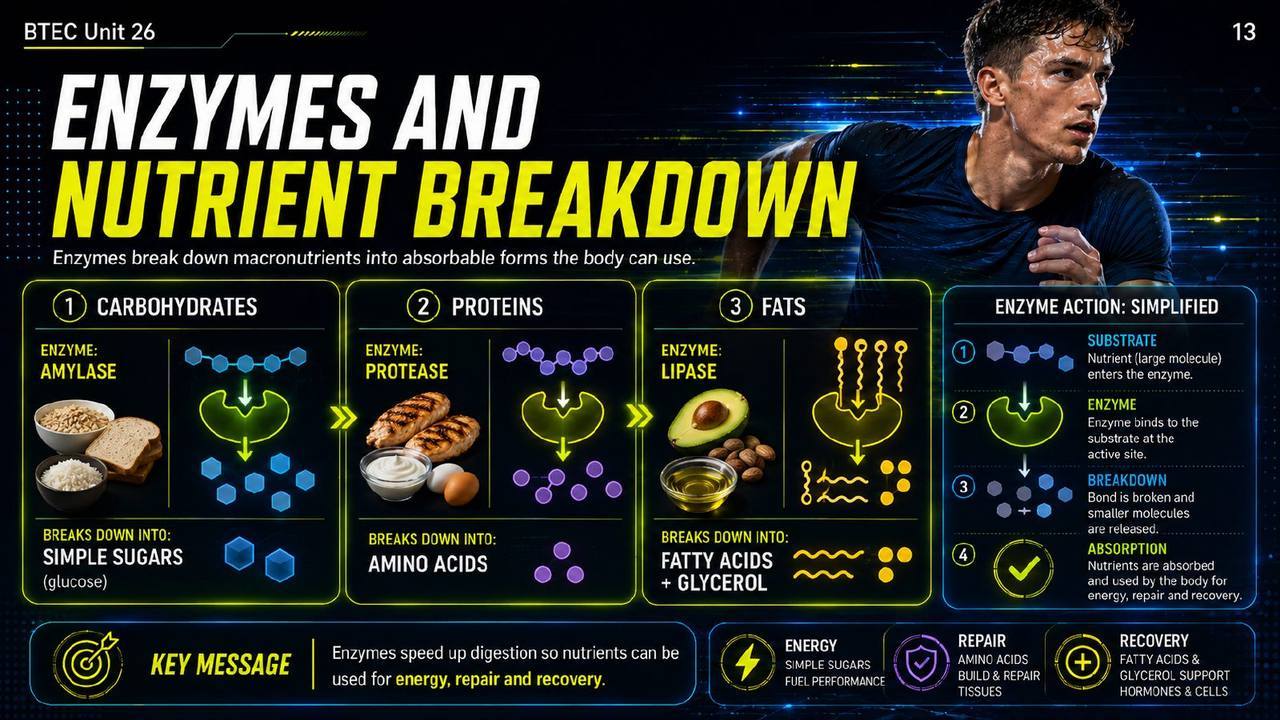 BTEC Unit 26
13
ENZYMES AND
NUTRIENT BREAKDOWN
Enzymes break down macronutrients into absorbable forms the body can use.
1 CARBOHYDRATES
ENZYME:
AMYLASE
BREAKS DOWN INTO:
SIMPLE SUGARS
(glucose)
2 PROTEINS
ENZYME:
PROTEASE
BREAKS DOWN INTO:
AMINO ACIDS
3 FATS
ENZYME:
LIPASE
BREAKS DOWN INTO:
FATTY ACIDS
+ GLYCEROL
ENZYME ACTION: SIMPLIFIED
1
SUBSTRATE
Nutrient (large molecule)
enters the enzyme.
2
ENZYME
Enzyme binds to the
substrate at the
active site.
3
BREAKDOWN
Bond is broken and
smaller molecules
are released.
4
ABSORPTION
Nutrients are absorbed
and used by the body for
energy, repair and recovery.
KEY MESSAGE
Enzymes speed up digestion so nutrients can be
used for energy, repair and recovery.
ENERGY
SIMPLE SUGARS
FUEL PERFORMANCE
REPAIR
AMINO ACIDS
BUILD & REPAIR
TISSUES
RECOVERY
FATTY ACIDS &
GLYCEROL SUPPORT
HORMONES & CELLS